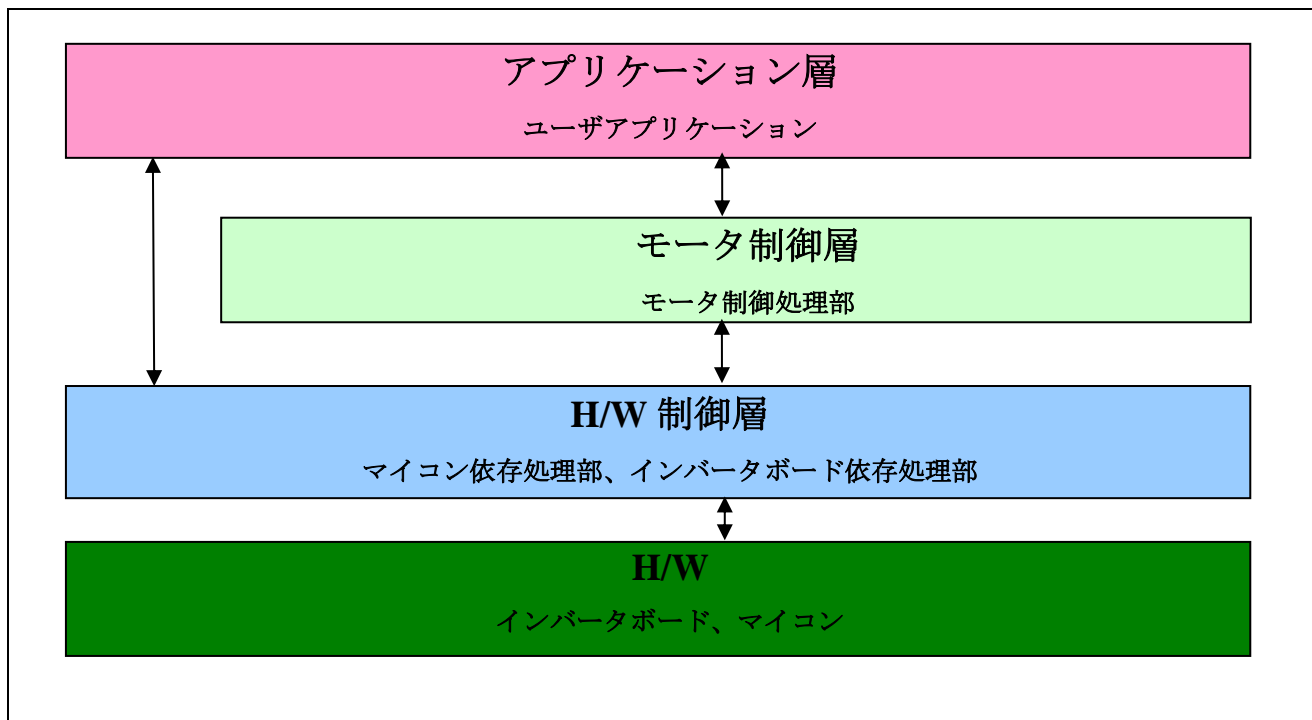 アプリケーション層
ユーザアプリケーション
モータ制御層
モータ制御処理部
H/W 制御層
マイコン依存処理部、インバータボード依存処理部
H/W
インバータボード、マイコン